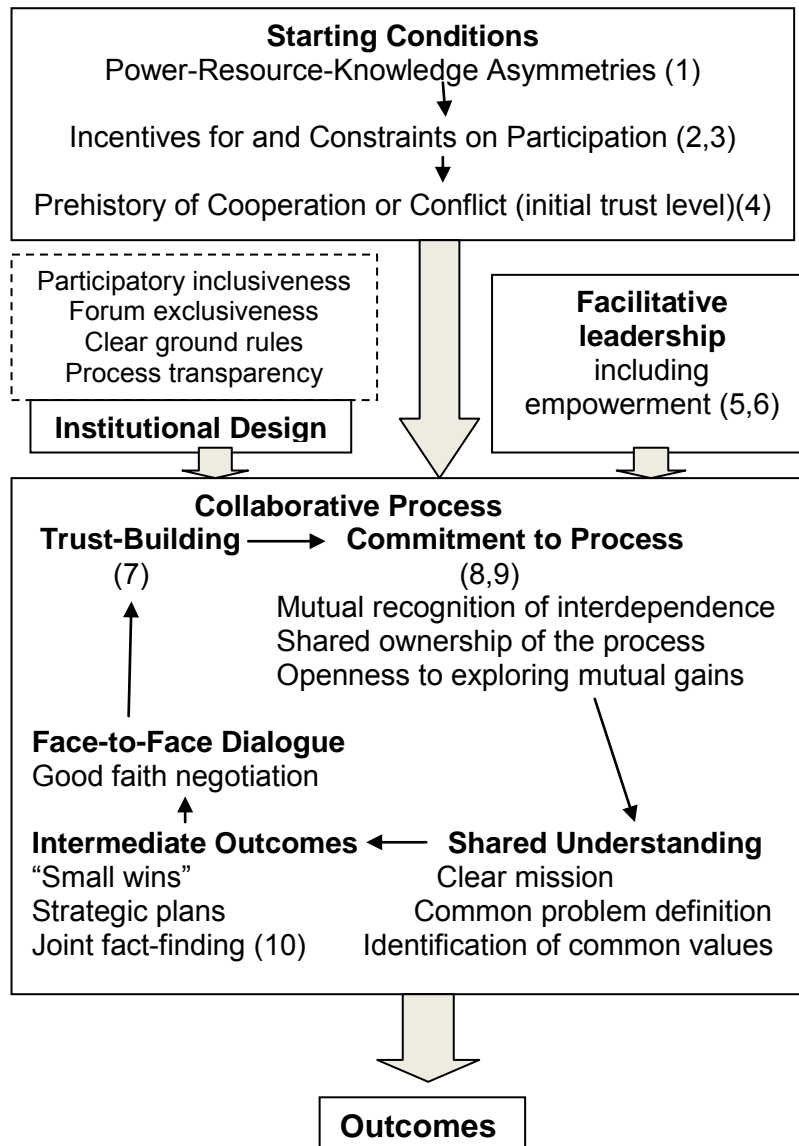 Starting Conditions
Power-Resource-Knowledge Asymmetries (1)
Incentives for and Constraints on Participation (2,3)
Prehistory of Cooperation or Conflict (initial trust level)(4)
Participatory inclusiveness
Forum exclusiveness
Clear ground rules
Process transparency
Institutional Design
Facilitative
leadership
including
empowerment (5,6)
Collaborative Process
Trust-Building
(7)
Commitment to Process
(8,9)
Mutual recognition of interdependence
Shared ownership of the process
Openness to exploring mutual gains
Face-to-Face Dialogue
Good faith negotiation
Intermediate Outcomes
“Small wins”
Strategic plans
Joint fact-finding (10)
Shared Understanding
Clear mission
Common problem definition
Identification of common values
Outcomes